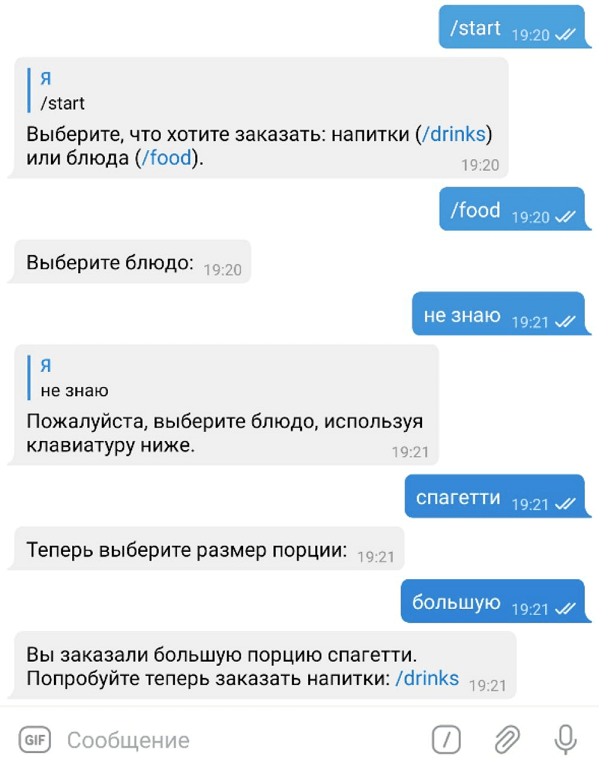 /start 19:20
Я
/start
Выберите, что хотите заказать: напитки (/drinks)
или блюда (/food).
19:20
/food 19:20
Выберите блюдо: 19:20
не знаю 19:21
Я
не знаю
Пожалуйста, выберите блюдо, используя
клавиатуру ниже.
19:21
спагетти 19:21
Теперь выберите размер порции: 19:21
большую 19:21
Вы заказали большую порцию спагетти.
Попробуйте теперь заказать напитки: /drinks 19:21
GIF Сообщение /